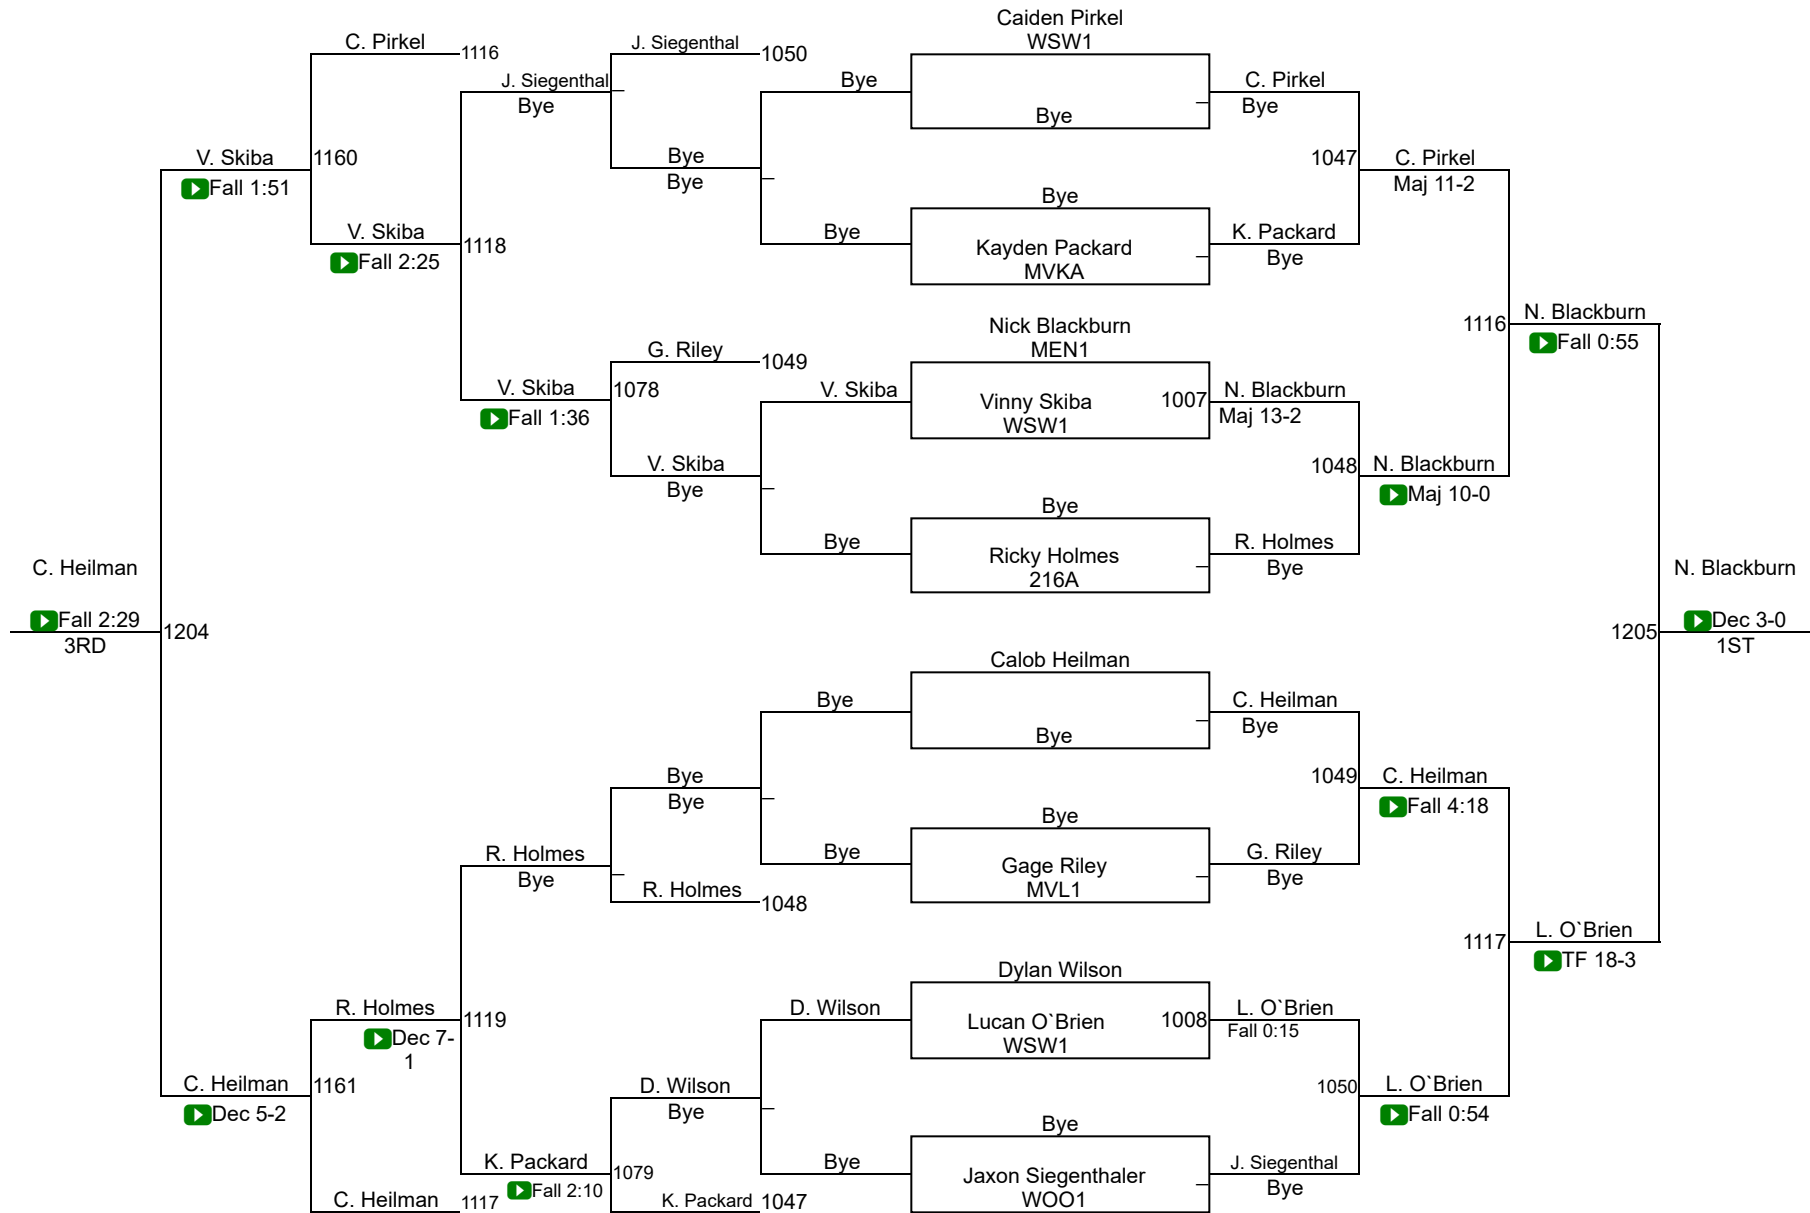 Caiden Pirkel
WSW1
C. Pirkel
1116
J. Siegenthal
1050
J. Siegenthal
Bye
Bye
Bye
C. Pirkel
Bye
V. Skiba
Fall 1:51
1160
Bye
Bye
1047
C. Pirkel
Maj 11-2
Bye
V. Skiba
Fall 2:25
1118
Bye
Kayden Packard
MVKA
K. Packard
Bye
Nick Blackburn
MEN1
1116
N. Blackburn
Fall 0:55
G. Riley
1049
V. Skiba
Fall 1:36
1078
V. Skiba
Vinny Skiba
WSW1
1007
N. Blackburn
Maj 13-2
V. Skiba
Bye
1048
N. Blackburn
Maj 10-0
Bye
Bye
Ricky Holmes
216A
R. Holmes
Bye
C. Heilman
Fall 2:29
3RD
1204
N. Blackburn
1205
Dec 3-0
1ST
Calob Heilman
Bye
Bye
C. Heilman
Bye
Bye
Bye
1049
C. Heilman
Fall 4:18
Bye
R. Holmes
Bye
Bye
Gage Riley
MVL1
G. Riley
Bye
R. Holmes
1048
1117
L. O`Brien
TF 18-3
Dylan Wilson
R. Holmes
Dec 7-
1
1119
D. Wilson
Lucan O`Brien
WSW1
1008
L. O`Brien
Fall 0:15
C. Heilman
Dec 5-2
1161
D. Wilson
Bye
1050
L. O`Brien
Fall 0:54
Bye
K. Packard
Fall 2:10
1079
Bye
Jaxon Siegenthaler
WOO1
J. Siegenthal
Bye
C. Heilman
1117
K. Packard
1047